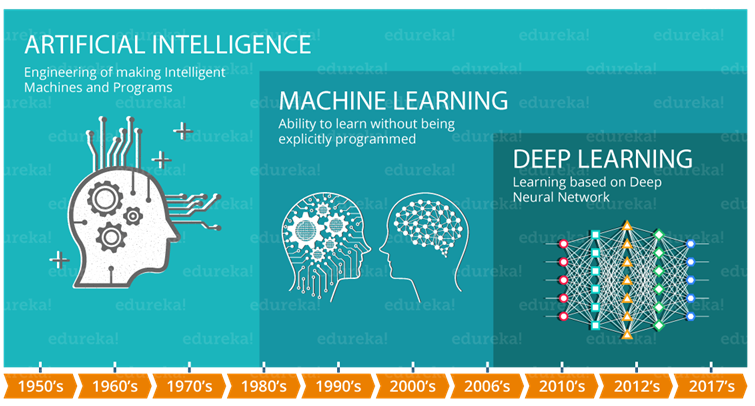 ARTIFICIAL INTELLIGENCE
Engineering of making Intelligent
Machines and Programs
MACHINE LEARNING
Ability to learn without being
explicitly programmed
DEEP LEARNING
Learning based on Deep
Neural Network
1950’s 1960’s 1970’s 1980’s 1990’s 2000’s 2006’s 2010’s 2012’s 2017’s
edureka!